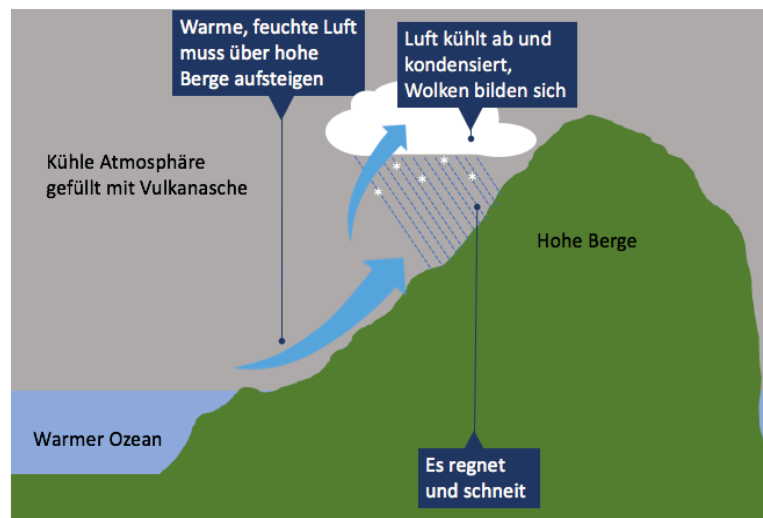 Warme, feuchte Luft
muss über hohe
Berge aufsteigen
Luft kühlt ab und
kondensiert,
Wolken bilden sich
Kühle Atmosphäre
gefüllt mit Vulkanasche
Hohe Berge
Warmer Ozean
Es regnet
und schneit